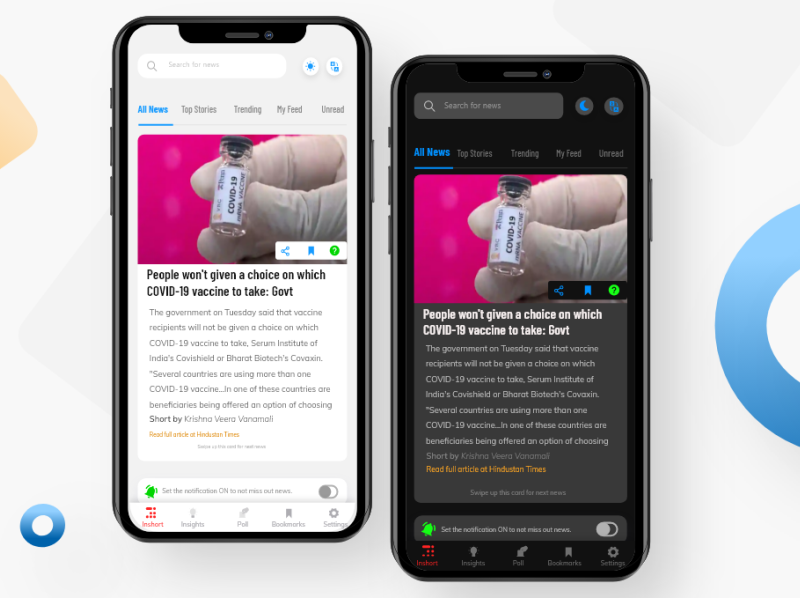 Search for news
All News
Top Stories
Trending
My Feed
Unread
COVID-19
mRNA VACCINE
People won't given a choice on which
COVID-19 vaccine to take: Govt
The government on Tuesday said that vaccine
recipients will not be given a choice on which
COVID-19 vaccine to take, Serum Institute of
India's Covishield or Bharat Biotech's Covaxin.
"Several countries are using more than one
COVID-19 vaccine...In one of these countries are
beneficiaries being offered an option of choosing
Short by Krishna Veera Vanamali
Read full article at Hindustan Times
Swipe up this card for next news
Set the notification ON to not miss out news.
Inshort
Insights
Poll
Bookmarks
Settings
Search for news
All News
Top Stories
Trending
My Feed
Unread
COVID-19
mRNA VACCINE
People won't given a choice on which
COVID-19 vaccine to take: Govt
The government on Tuesday said that vaccine
recipients will not be given a choice on which
COVID-19 vaccine to take, Serum Institute of
India's Covishield or Bharat Biotech's Covaxin.
"Several countries are using more than one
COVID-19 vaccine...In one of these countries are
beneficiaries being offered an option of choosing
Short by Krishna Veera Vanamali
Read full article at Hindustan Times
Swipe up this card for next news
Set the notification ON to not miss out news.
Inshort
Insights
Poll
Bookmarks
Settings